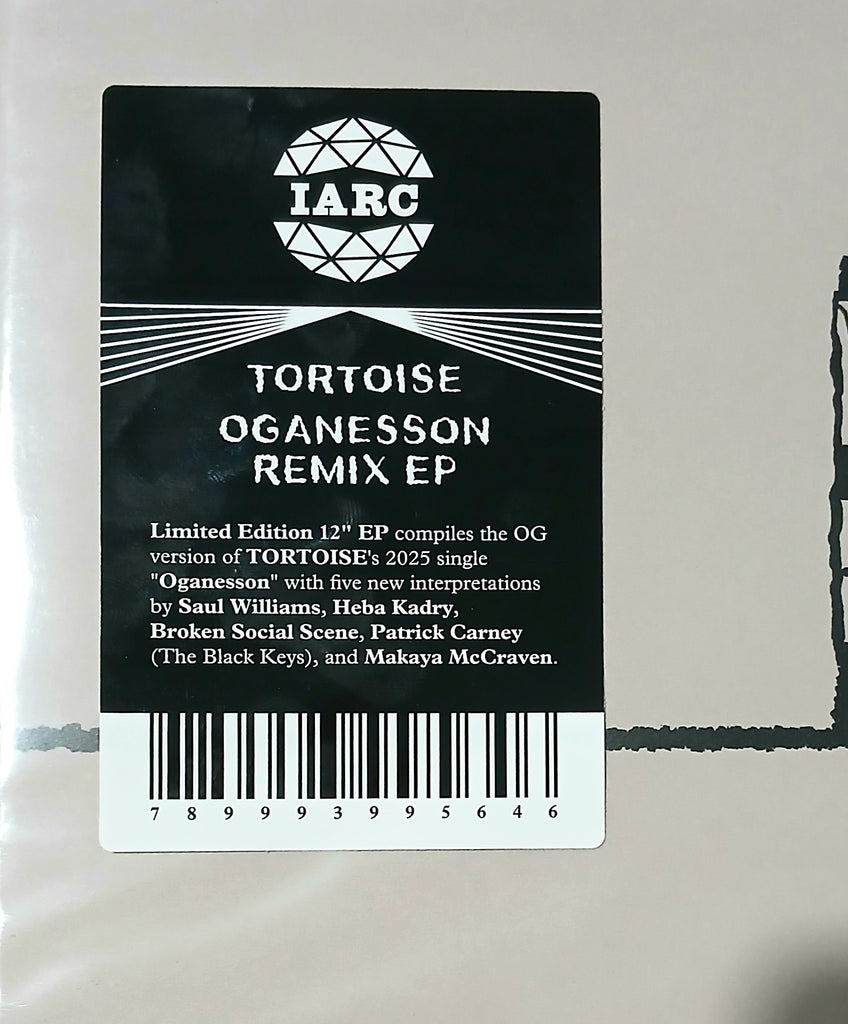 IARC
TORTOISE
OGANESSON
REMIX EP
Limited Edition 12" EP compiles the OG
version of TORTOISE's 2025 single
"Oganesson" with five new interpretations
by Saul Williams, Heba Kadry,
Broken Social Scene, Patrick Carney
(The Black Keys), and Makaya McCraven.
7 8 9 9 9 3 9 9 5 6 4 6